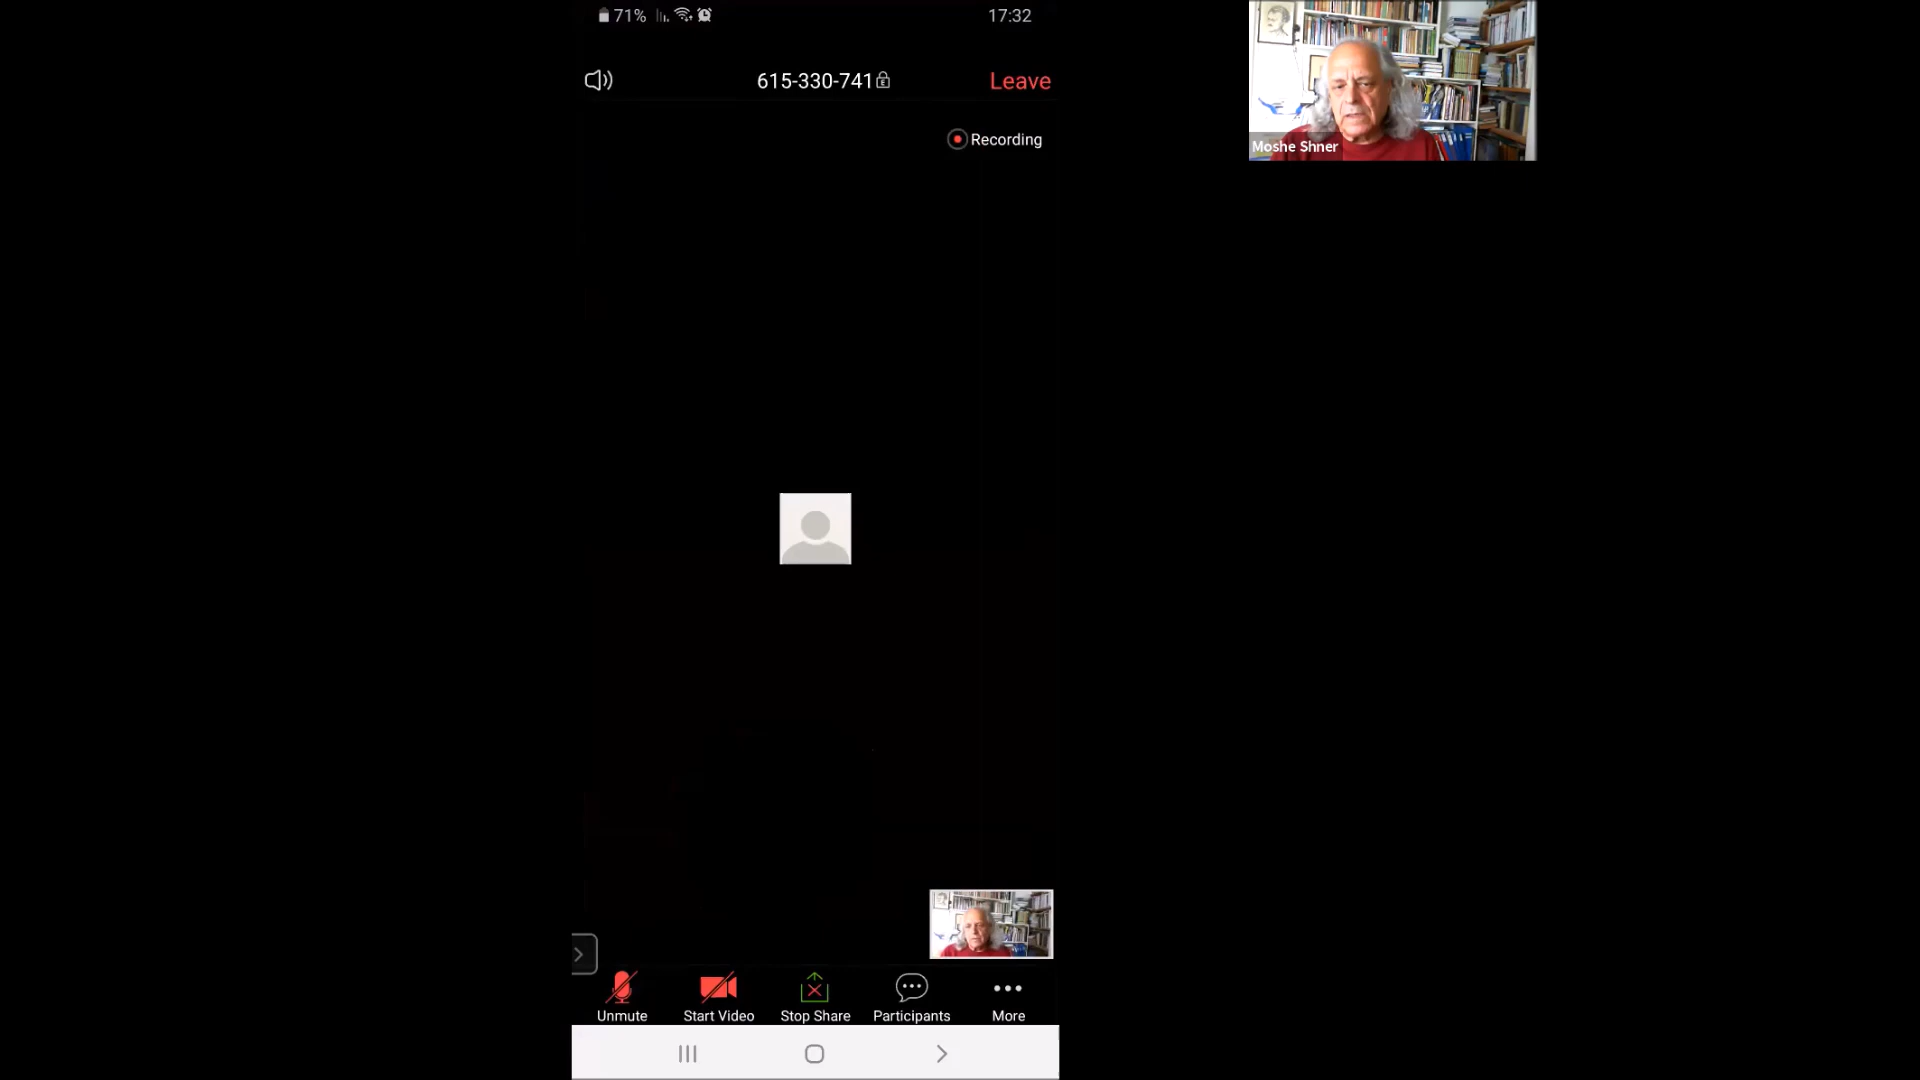 71%
17:32
615-330-741
Leave
Recording
Moshe Shner
Unmute
Start Video
Stop Share
Participants
More